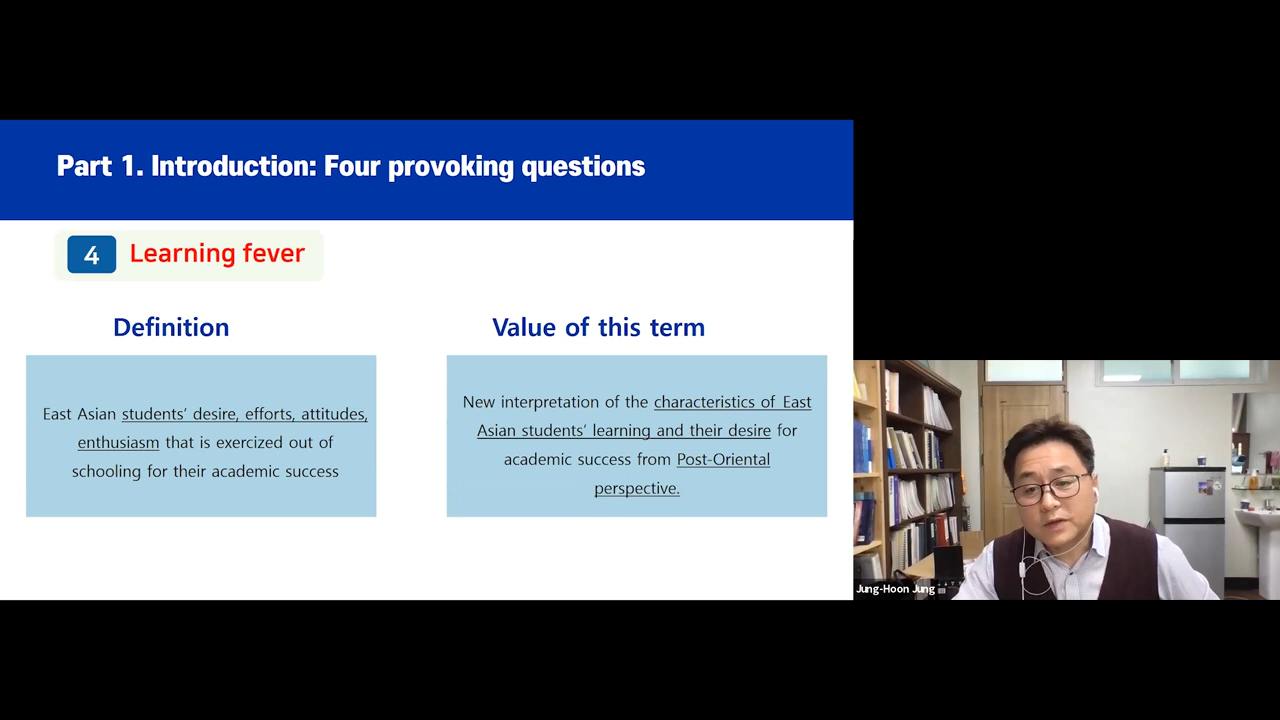 Part 1. Introduction: Four provoking questions
4 Learning fever
Definition
East Asian students' desire, efforts, attitudes,
enthusiasm that is exercized out of
schooling for their academic success
Value of this term
New interpretation of the characteristics of East
Asian students' learning and their desire for
academic success from Post-Oriental
perspective.
Jung-Hoon Jung